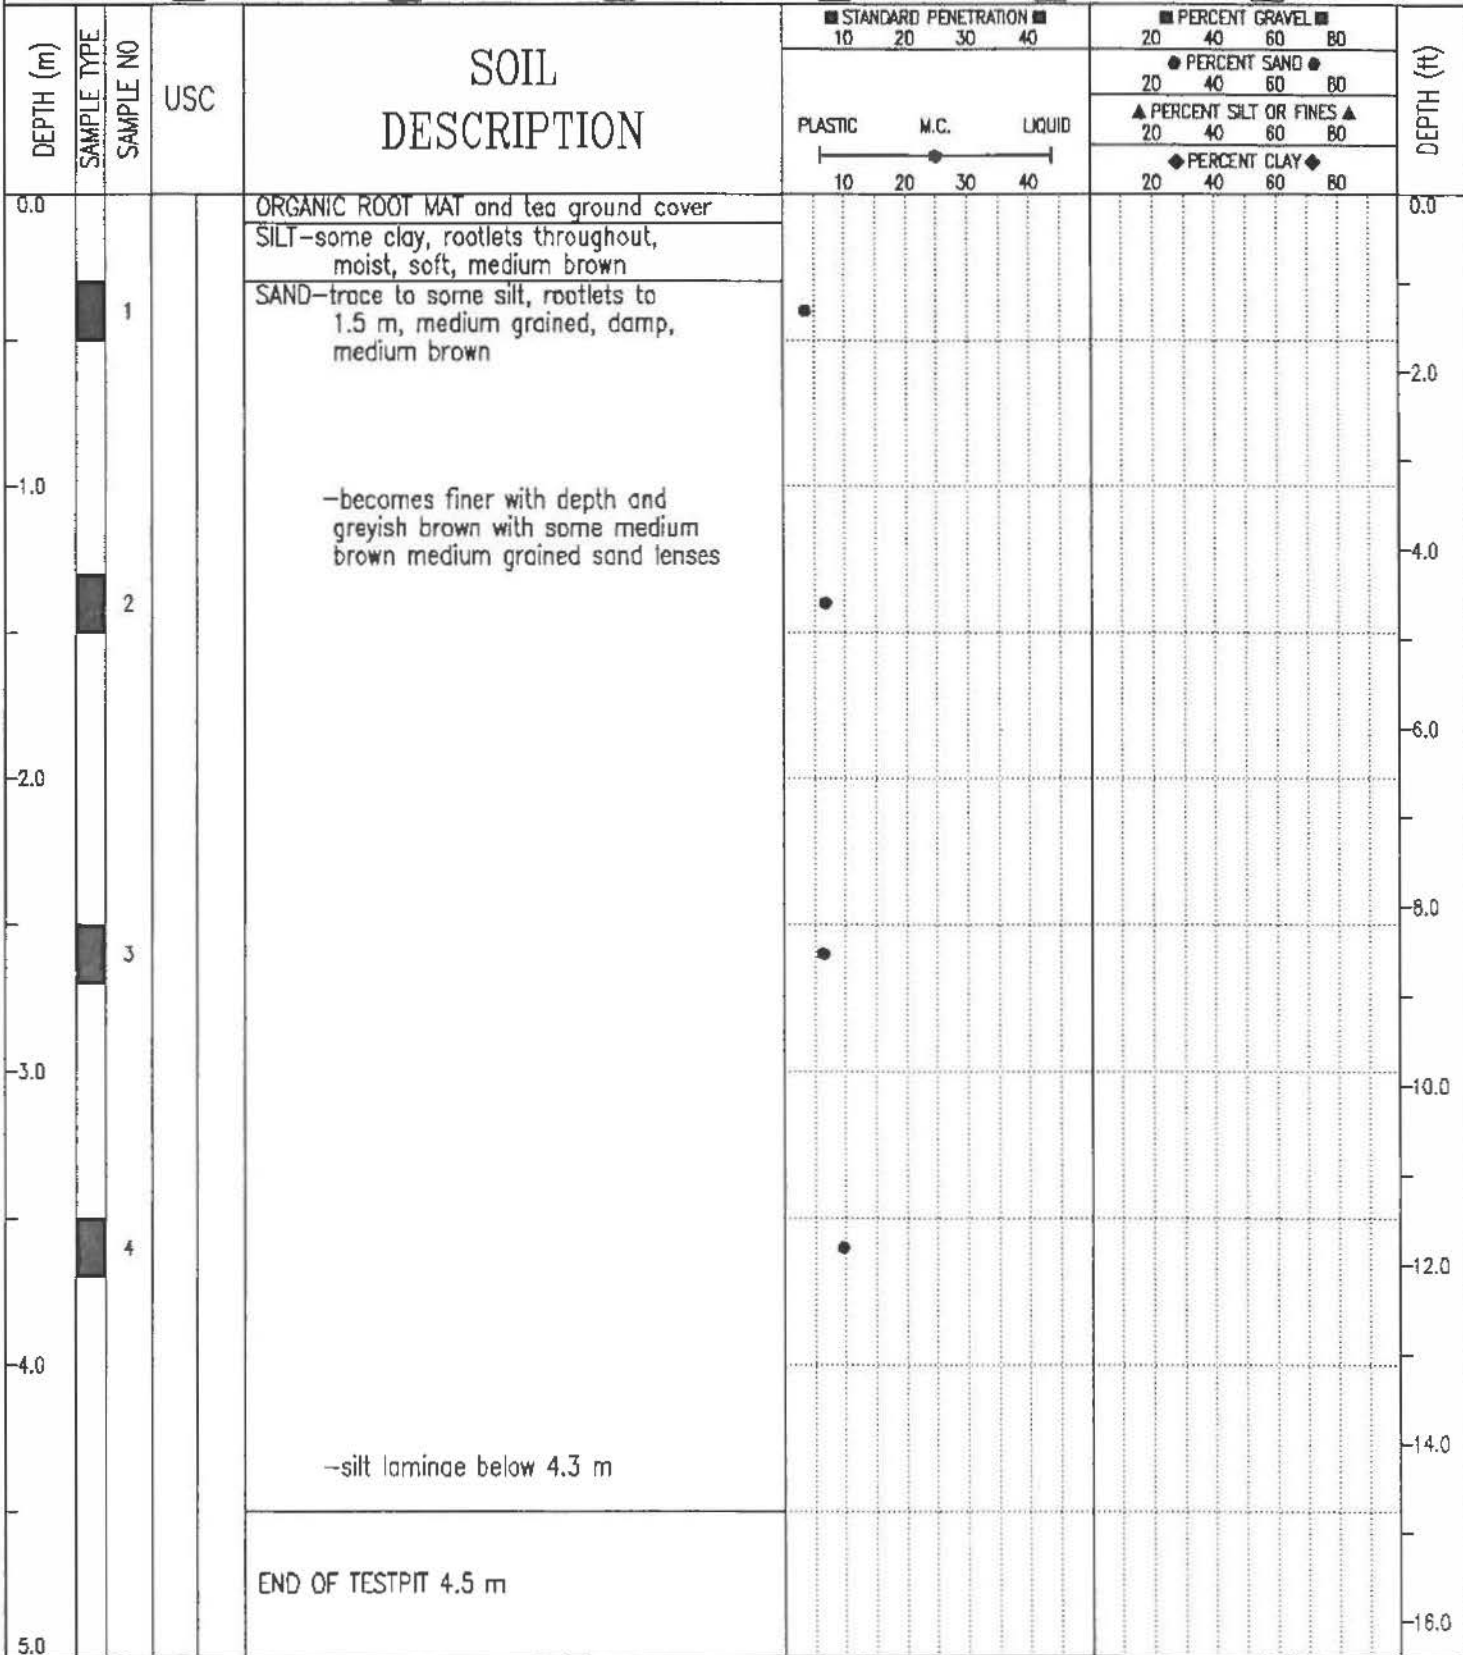 DEPTH (m)
SAMPLE TYPE
SAMPLE NO
USC
SOIL
DESCRIPTION
■ STANDARD PENETRATION ■
10 20 30 40
PLASTIC M.C. LIQUID
10 20 30 40
■ PERCENT GRAVEL ■
20 40 60 80
● PERCENT SAND ●
20 40 60 80
▲ PERCENT SILT OR FINES ▲
20 40 60 80
◆ PERCENT CLAY ◆
20 40 60 80
DEPTH (ft)
0.0
ORGANIC ROOT MAT and tea ground cover
0.0
SILT-some clay, rootlets throughout,
moist, soft, medium brown
1
SAND-trace to some silt, rootlets to
1.5 m, medium grained, damp,
medium brown
2.0
1.0
-becomes finer with depth and
greyish brown with some medium
brown medium grained sand lenses
4.0
2
6.0
2.0
8.0
3
3.0
10.0
4
12.0
4.0
14.0
-silt laminae below 4.3 m
END OF TESTPIT 4.5 m
16.0
5.0